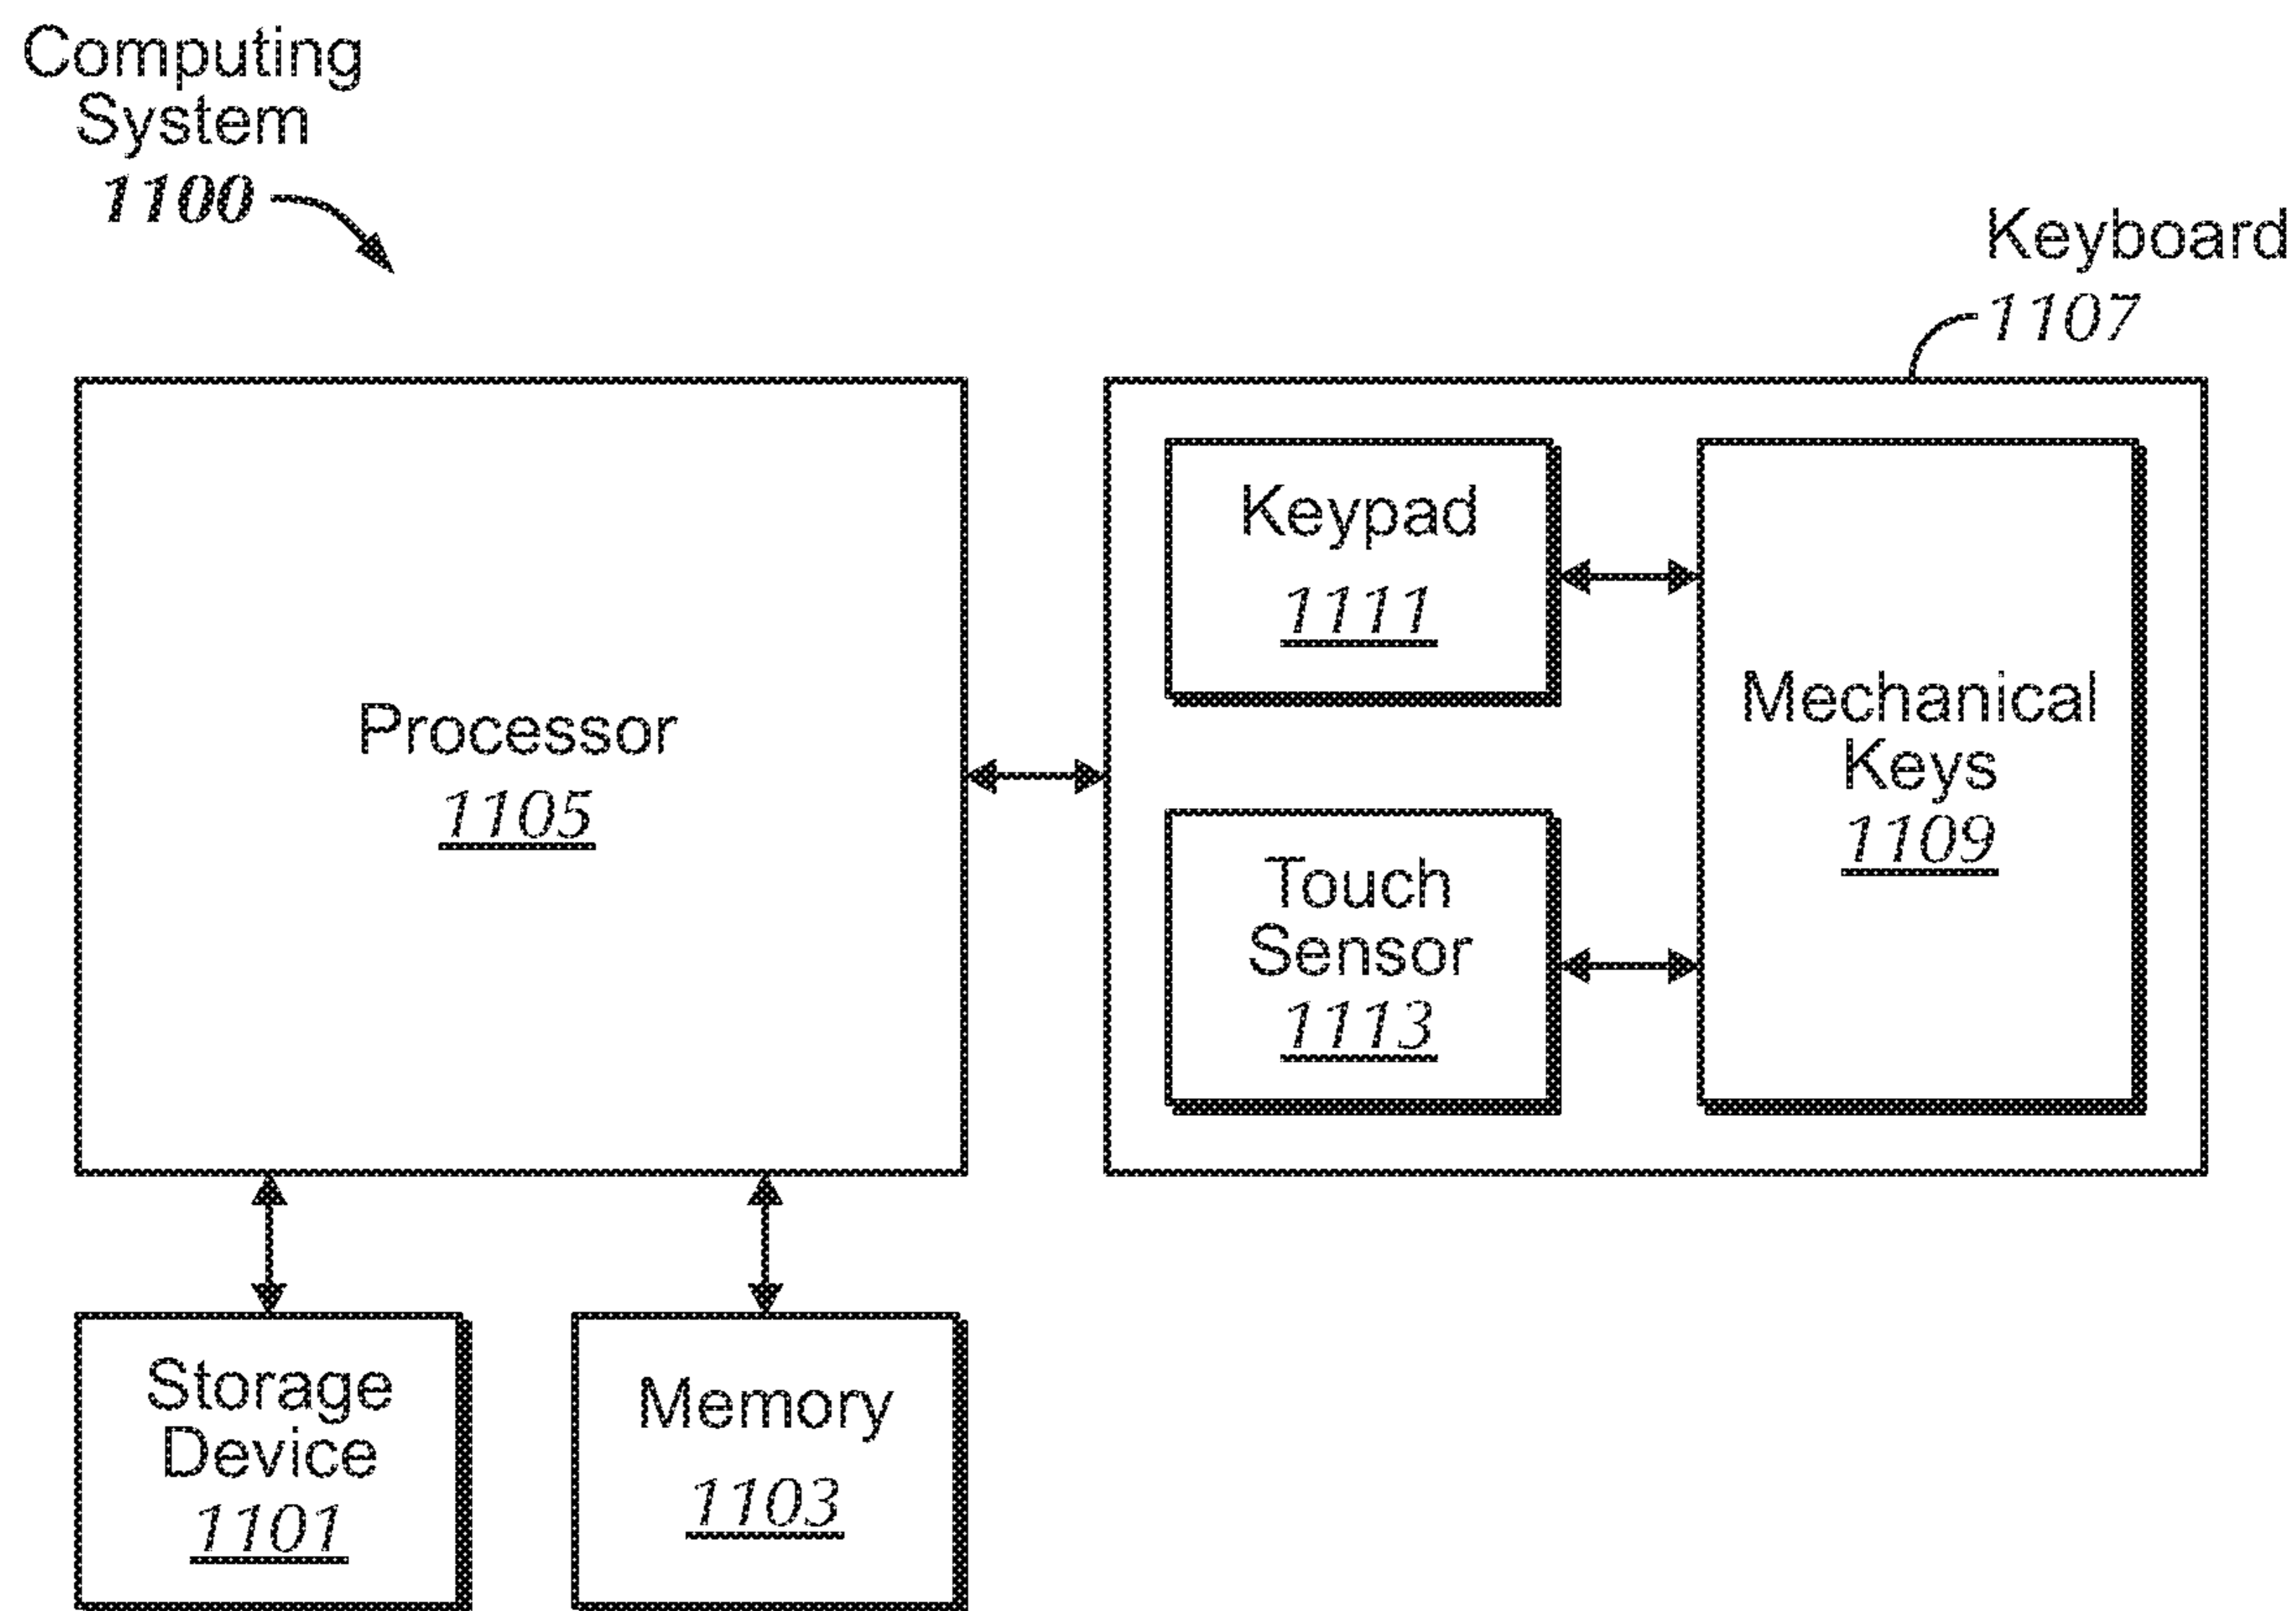 Computing
System
1100
Keyboard
1107
Processor
1105
Keypad
1111
Touch
Sensor
1113
Mechanical
Keys
1109
Storage
Device
1101
Memory
1103